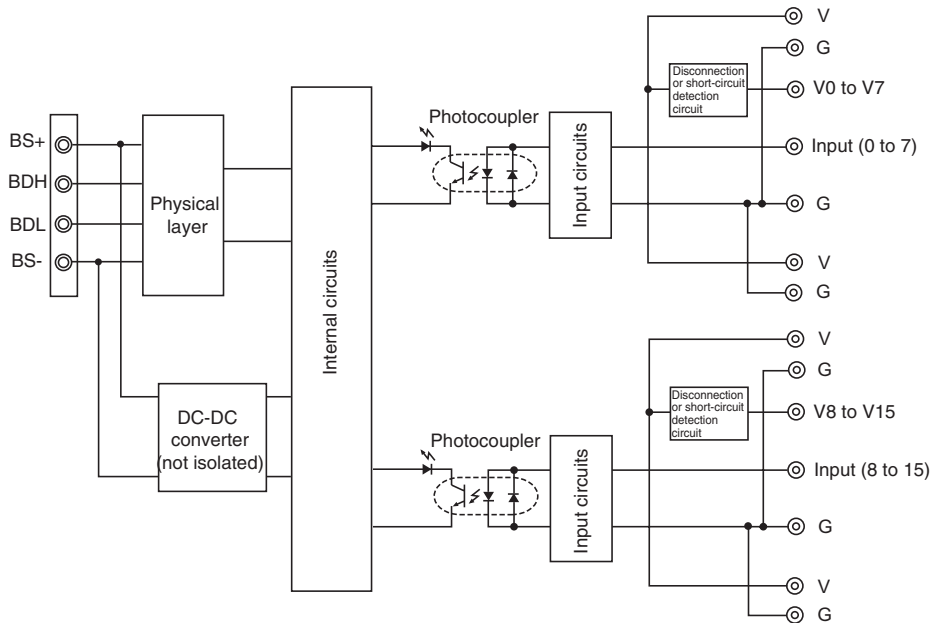 BS+
BDH
BDL
BS-
Physical
layer
DC-DC
converter
(not isolated)
Internal circuits
Photocoupler
Input circuits
V
G
Disconnection
or short-circuit
detection
circuit
V0 to V7
Input (0 to 7)
G
V
G
Photocoupler
Input circuits
V
G
Disconnection
or short-circuit
detection
circuit
V8 to V15
Input (8 to 15)
G
V
G